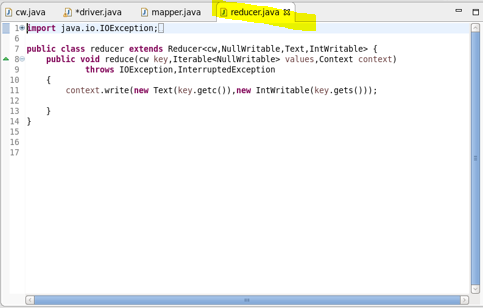 cw.java *driver.java mapper.java reducer.java
1 import java.io.IOException;
6
7 public class reducer extends Reducer<cw,NullWritable,Text,IntWritable> {
8 public void reduce(cw key,Iterable<NullWritable> values,Context context)
9 throws IOException,InterruptedException
10 {
11 context.write(new Text(key.getc()),new IntWritable(key.gets()));
12
13 }
14 }
15
16
17